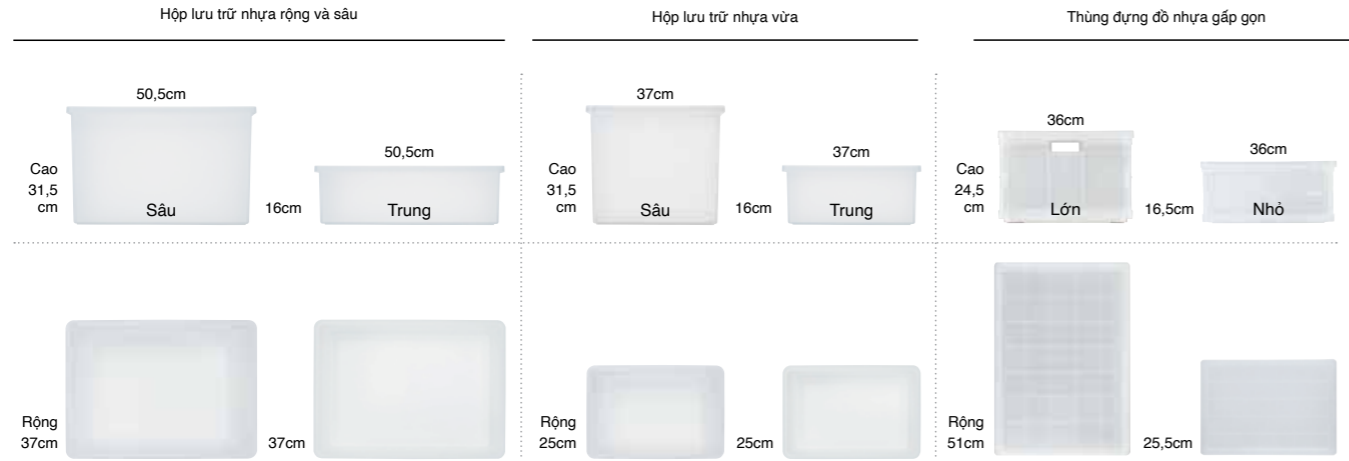 Hộp lưu trữ nhựa rộng và sâu
50,5cm
50,5cm
Cao
31,5
cm
Sâu
16cm
Trung
Rộng
37cm
37cm
Hộp lưu trữ nhựa vừa
37cm
37cm
Cao
31,5
cm
Sâu
16cm
Trung
Rộng
25cm
25cm
Thùng đựng đồ nhựa gấp gọn
36cm
36cm
Cao
24,5
cm
Lớn
16,5cm
Nhỏ
Rộng
51cm
25,5cm